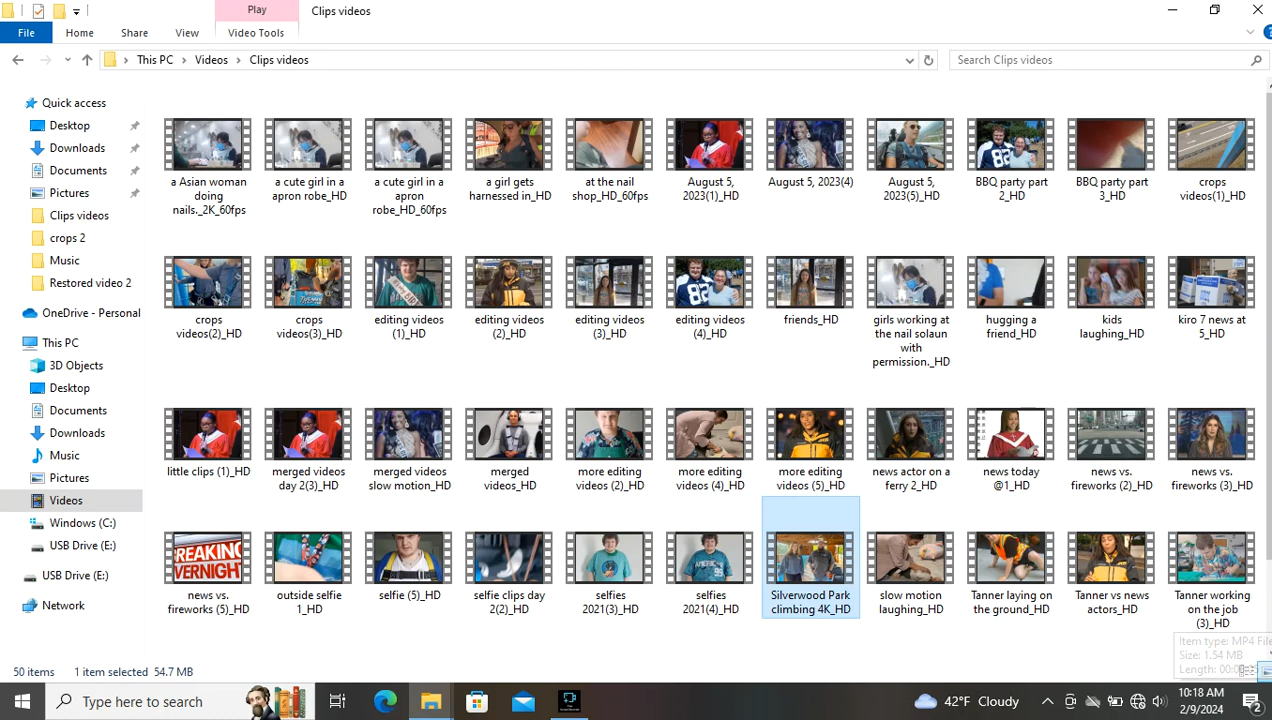 Play
Clips videos
File
Home
Share
View
Video Tools
This PC
Videos
Clips videos
Search Clips videos
Quick access
Desktop
Downloads
Documents
Pictures
Clips videos
crops 2
Music
Restored video 2
OneDrive - Personal
This PC
3D Objects
Desktop
Documents
Downloads
Music
Pictures
Videos
Windows (C:)
USB Drive (E:)
USB Drive (E:)
Network
a Asian woman
doing
nails._2K_60fps
a cute girl in a
apron robe_HD
a cute girl in a
apron
robe_HD_60fps
a girl gets
harnessed in_HD
at the nail
shop_HD_60fps
August 5,
2023(1)_HD
August 5, 2023(4)
August 5,
2023(5)_HD
BBQ party part
2_HD
BBQ party part
3_HD
crops
videos(1)_HD
crops
videos(2)_HD
crops
videos(3)_HD
editing videos
(1)_HD
editing videos
(2)_HD
editing videos
(3)_HD
editing videos
(4)_HD
friends_HD
girls working at
the nail solaun
with
permission._HD
hugging a
friend_HD
kids
laughing_HD
kiro 7 news at
5_HD
little clips (1)_HD
merged videos
day 2(3)_HD
merged videos
slow motion_HD
merged
videos_HD
more editing
videos (2)_HD
more editing
videos (4)_HD
more editing
videos (5)_HD
news actor on a
ferry 2_HD
news today
@1_HD
news vs.
fireworks (2)_HD
news vs.
fireworks (3)_HD
BREAKING
OVERNIGHT
news vs.
fireworks (5)_HD
outside selfie
1_HD
selfie (5)_HD
selfie clips day
2(2)_HD
selfies
2021(3)_HD
selfies
2021(4)_HD
Silverwood Park
climbing 4K_HD
slow motion
laughing_HD
Tanner laying on
the ground_HD
Tanner vs news
actors_HD
Tanner working
on the job
(3)_HD
Item type: MP4 File
Size: 1.54 MB
Length: 00:
50 items
1 item selected 54.7 MB
Type here to search
42°F Cloudy
10:18 AM
2/9/2024
2